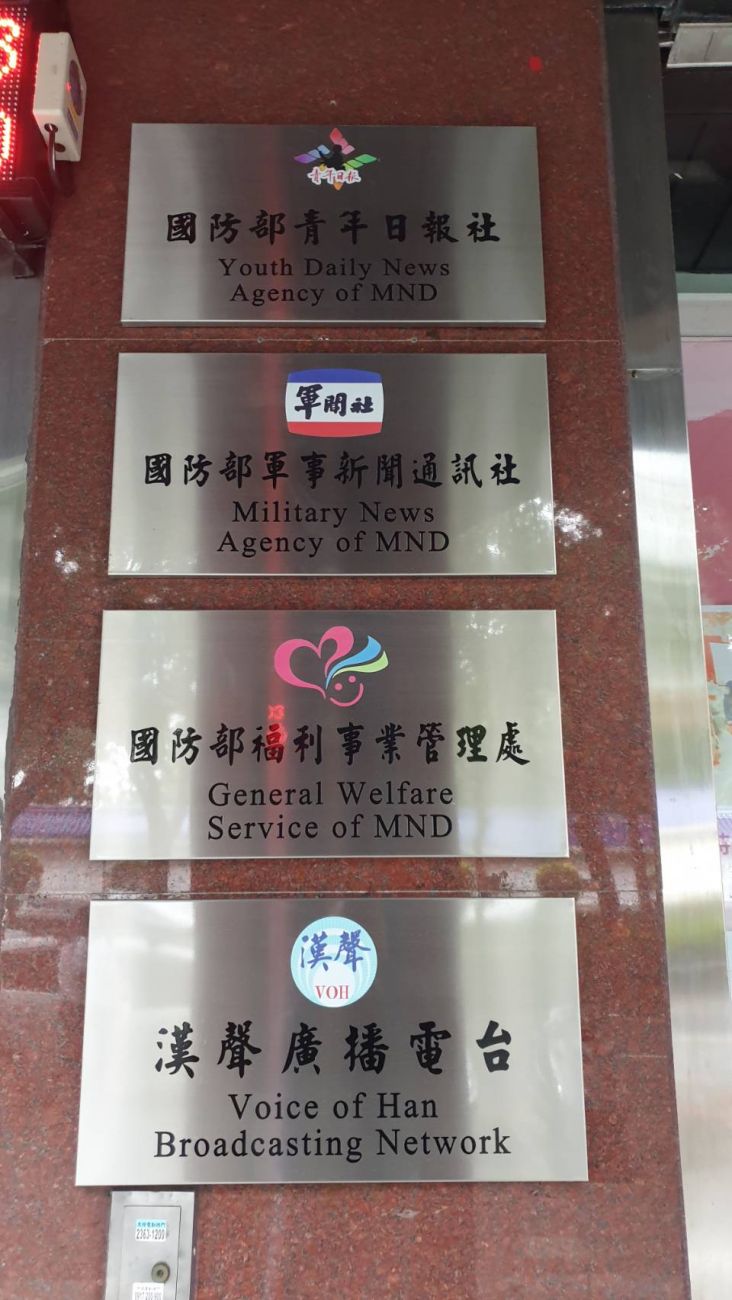 青年日報
國防部青年日報社
Youth Daily News
Agency of MND
軍聞社
國防部軍事新聞通訊社
Military News
Agency of MND
國防部福利事業管理處
General Welfare
Service of MND
漢聲
VOH
漢聲廣播電台
Voice of Han
Broadcasting Network
2363-1200